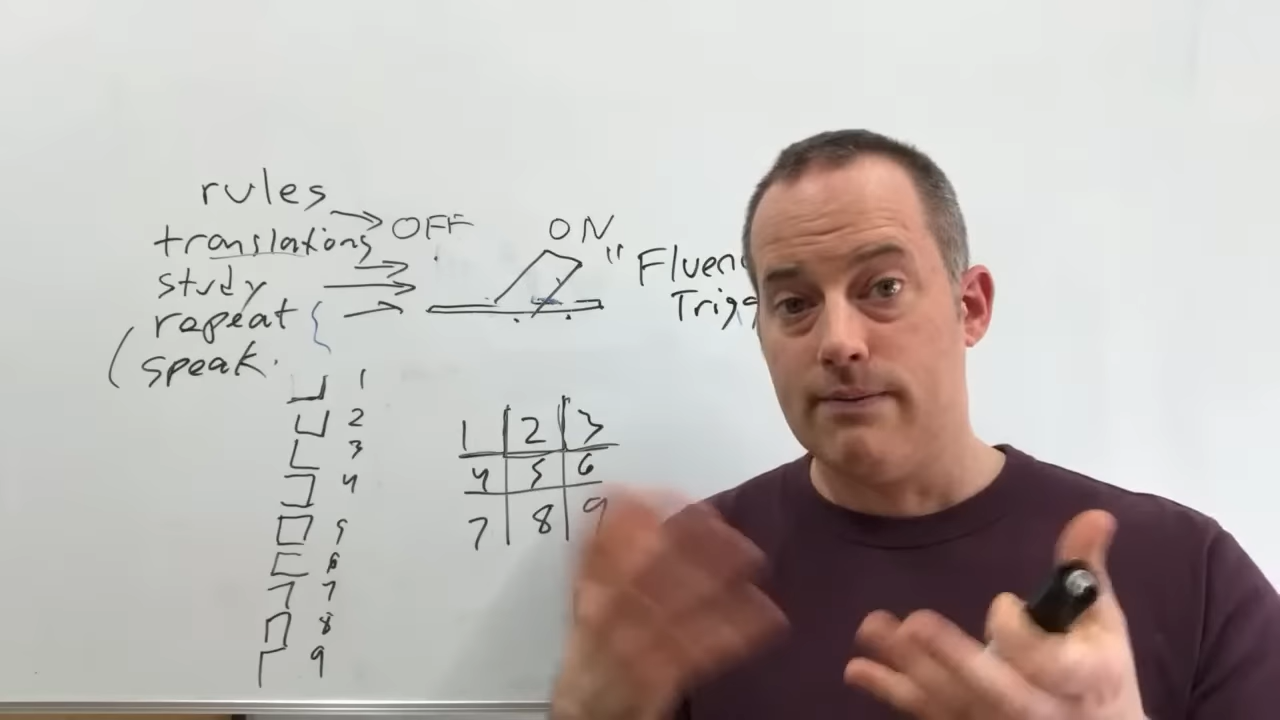 rules
translations
study
repeat
speak.
OFF
ON
"Fluen
Trig
1
2
3
4
5
6
7
8
9
1 2 3
4 5 6
7 8 9